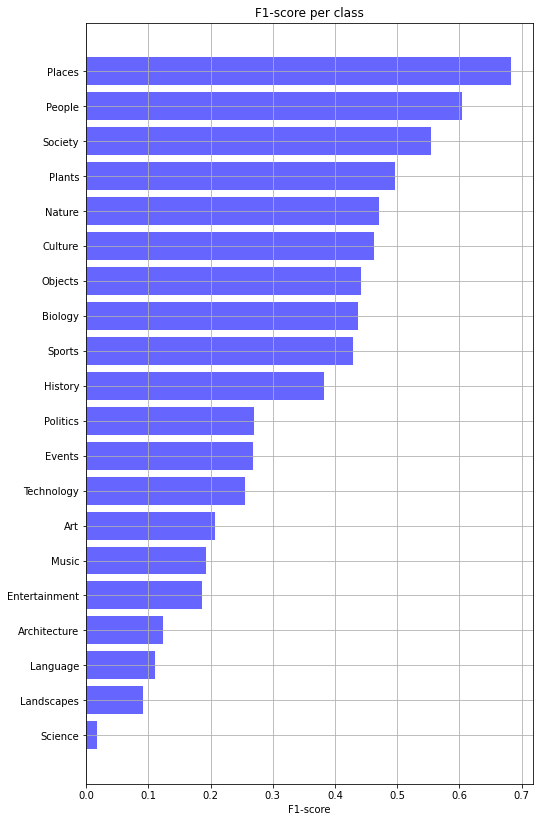 F1-score per class
Places
People
Society
Plants
Nature
Culture
Objects
Biology
Sports
History
Politics
Events
Technology
Art
Music
Entertainment
Architecture
Language
Landscapes
Science
0.0 0.1 0.2 0.3 0.4 0.5 0.6 0.7
F1-score